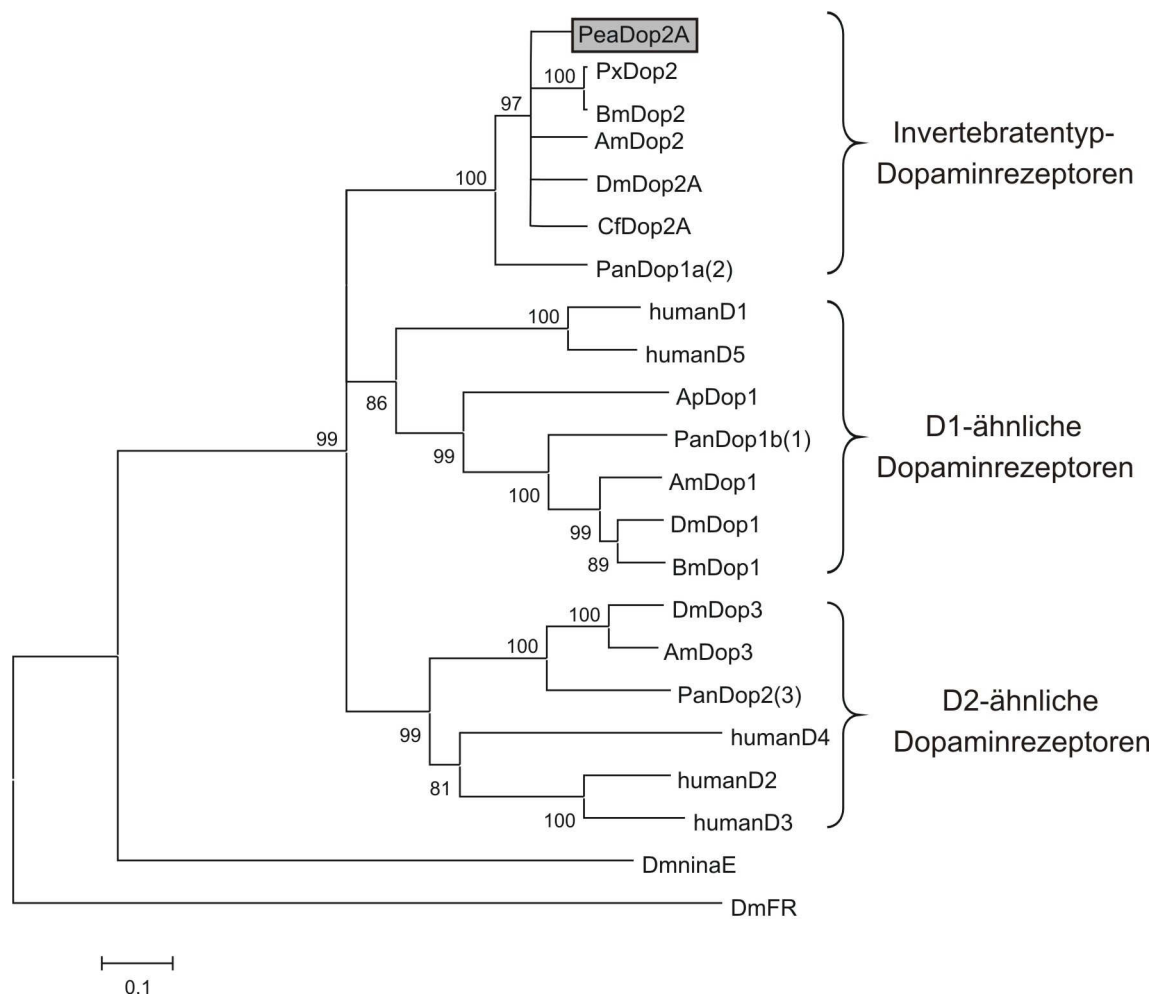 PeaDop2A
100
PxDop2
97
BmDop2
AmDop2
100
DmDop2A
CfDop2A
PanDop1a(2)
Invertebratentyp-
Dopaminrezeptoren
100
humanD1
humanD5
86
ApDop1
99
99
PanDop1b(1)
100
AmDop1
99
DmDop1
89
BmDop1
D1-ähnliche
Dopaminrezeptoren
100
DmDop3
100
AmDop3
PanDop2(3)
99
humanD4
81
humanD2
100
humanD3
D2-ähnliche
Dopaminrezeptoren
DmninaE
DmFR
0.1